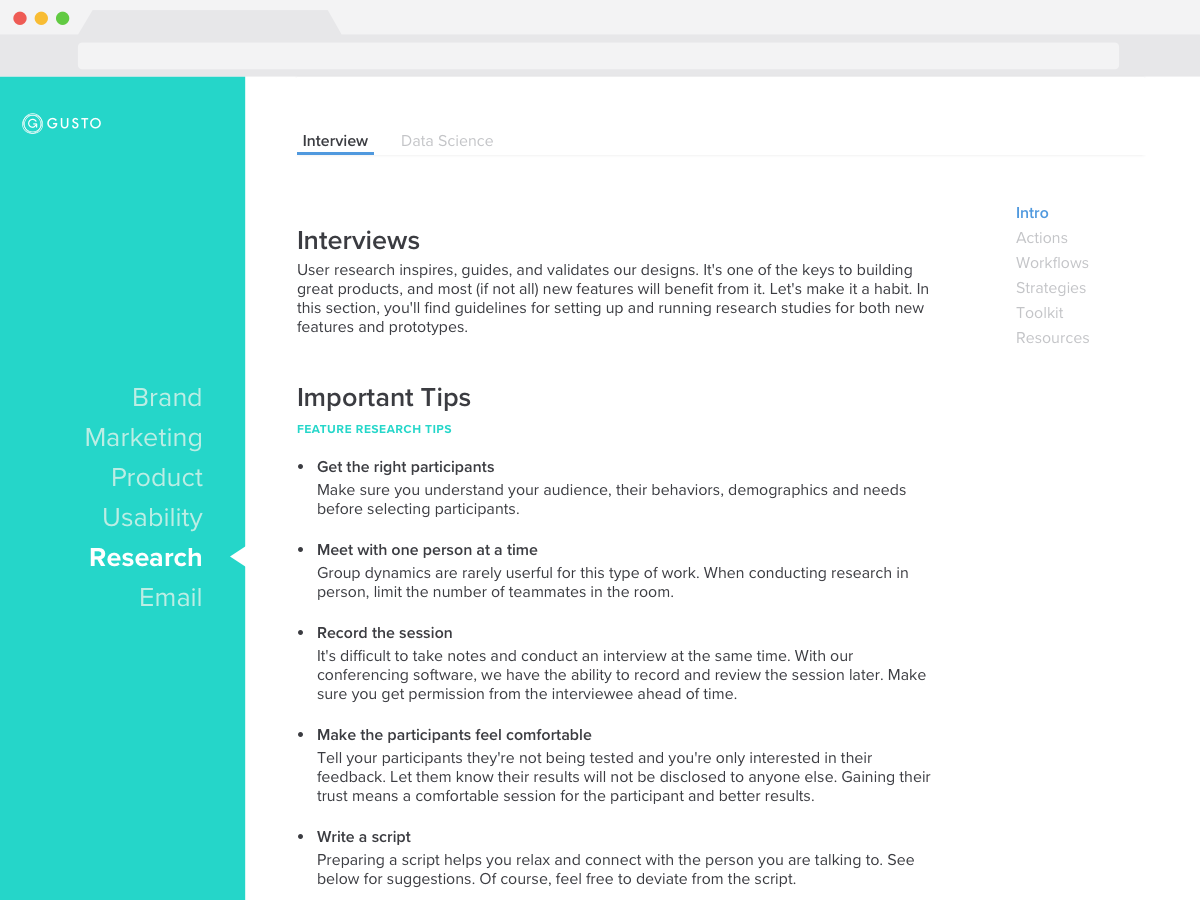 GUSTO
Brand
Marketing
Product
Usability
Research
Email
Interview
Data Science
Interviews
User research inspires, guides, and validates our designs. It's one of the keys to building
great products, and most (if not all) new features will benefit from it. Let's make it a habit. In
this section, you'll find guidelines for setting up and running research studies for both new
features and prototypes.
Important Tips
FEATURE RESEARCH TIPS
• Get the right participants
Make sure you understand your audience, their behaviors, demographics and needs
before selecting participants.
• Meet with one person at a time
Group dynamics are rarely userful for this type of work. When conducting research in
person, limit the number of teammates in the room.
• Record the session
It's difficult to take notes and conduct an interview at the same time. With our
conferencing software, we have the ability to record and review the session later. Make
sure you get permission from the interviewee ahead of time.
• Make the participants feel comfortable
Tell your participants they're not being tested and you're only interested in their
feedback. Let them know their results will not be disclosed to anyone else. Gaining their
trust means a comfortable session for the participant and better results.
• Write a script
Preparing a script helps you relax and connect with the person you are talking to. See
below for suggestions. Of course, feel free to deviate from the script.
Intro
Actions
Workflows
Strategies
Toolkit
Resources